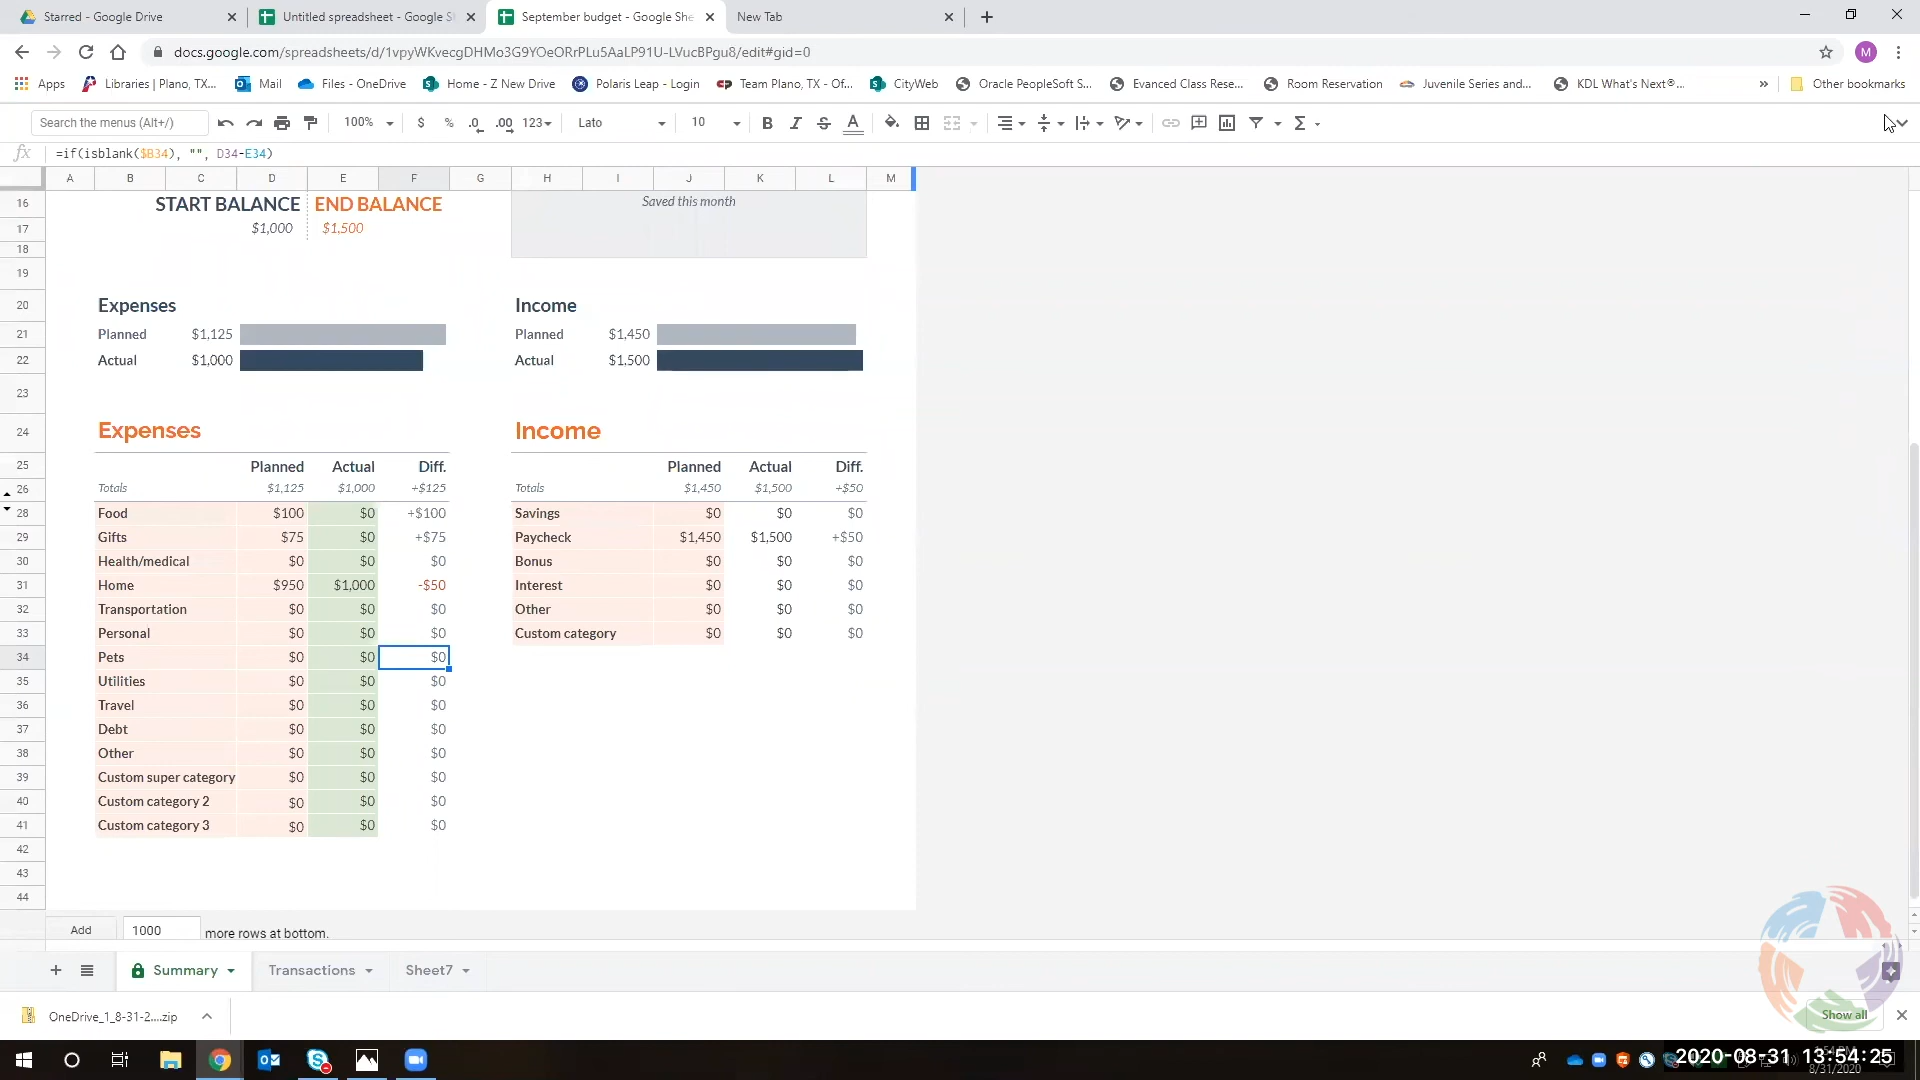 Starred - Google Drive
Untitled spreadsheet - Google S
September budget - Google She
New Tab
docs.google.com/spreadsheets/d/1vpyWKvecgDHMo3G9YOeORrPLu5AaLP91U-LVucBPgu8/edit#gid=0
M
Apps
Libraries | Plano, TX...
Mail
Files - OneDrive
Home - Z New Drive
Polaris Leap - Login
Team Plano, TX - Of...
CityWeb
Oracle PeopleSoft S...
Evanced Class Rese...
Room Reservation
Juvenile Series and...
KDL What's Next®...
»
Other bookmarks
Search the menus (Alt+/)
100%
$
%
.0
.00
123
Lato
10
B
I
S
A
Σ
fx
=if(isblank($B34), "", D34-E34)
A B C D E F G H I J K L M
16 START BALANCE END BALANCE Saved this month
17 $1,000 $1,500
18
19
20 Expenses Income
21 Planned $1,125 Planned $1,450
22 Actual $1,000 Actual $1,500
23
24 Expenses Income
25 Planned Actual Diff. Planned Actual Diff.
26 Totals $1,125 $1,000 +$125 Totals $1,450 $1,500 +$50
28 Food $100 $0 +$100 Savings $0 $0 $0
29 Gifts $75 $0 +$75 Paycheck $1,450 $1,500 +$50
30 Health/medical $0 $0 $0 Bonus $0 $0 $0
31 Home $950 $1,000 -$50 Interest $0 $0 $0
32 Transportation $0 $0 $0 Other $0 $0 $0
33 Personal $0 $0 $0 Custom category $0 $0 $0
34 Pets $0 $0 $0
35 Utilities $0 $0 $0
36 Travel $0 $0 $0
37 Debt $0 $0 $0
38 Other $0 $0 $0
39 Custom super category $0 $0 $0
40 Custom category 2 $0 $0 $0
41 Custom category 3 $0 $0 $0
42
43
44
Add 1000 more rows at bottom.
Summary
Transactions
Sheet7
OneDrive_1_8-31-2....zip
Show all
2020-08-31 13:54:25
8/31/2020